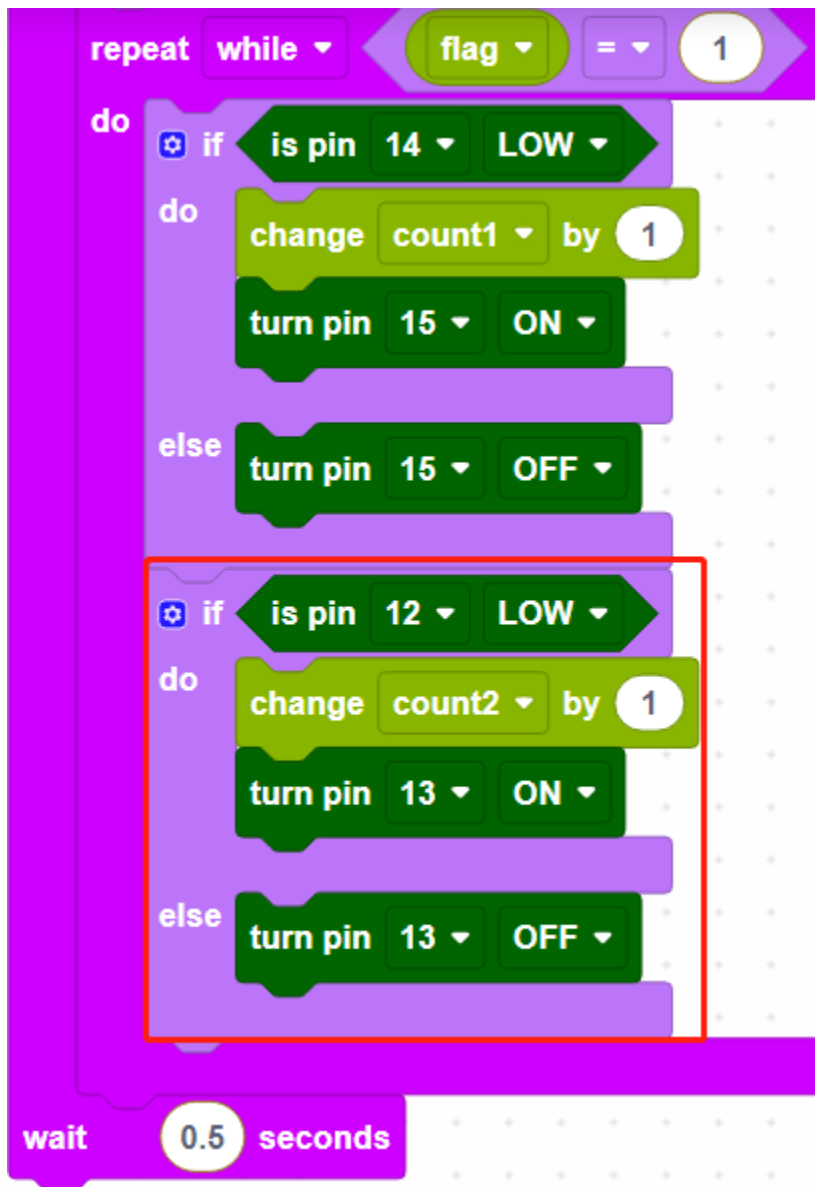 repeat while flag = 1
do
if is pin 14 LOW
do
change count1 by 1
turn pin 15 ON
else
turn pin 15 OFF
if is pin 12 LOW
do
change count2 by 1
turn pin 13 ON
else
turn pin 13 OFF
wait 0.5 seconds